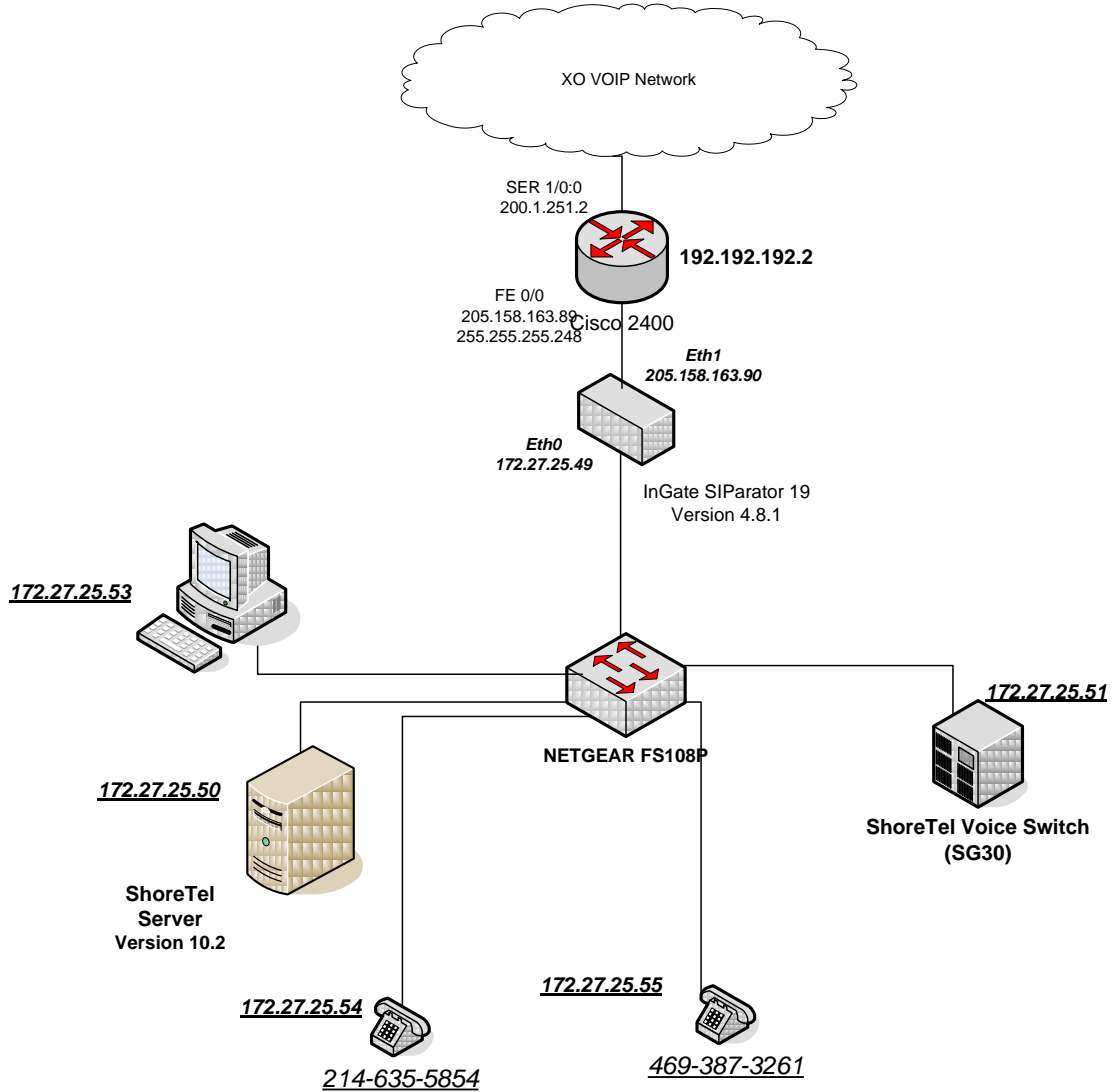 XO VOIP Network
SER 1/0:0
200.1.251.2
192.192.192.2
FE 0/0
205.158.163.89
255.255.255.248
Cisco 2400
Eth1
205.158.163.90
Eth0
172.27.25.49
InGate SIParator 19
Version 4.8.1
172.27.25.53
172.27.25.51
NETGEAR FS108P
172.27.25.50
ShoreTel Voice Switch
(SG30)
ShoreTel
Server
Version 10.2
172.27.25.54
172.27.25.55
214-635-5854
469-387-3261